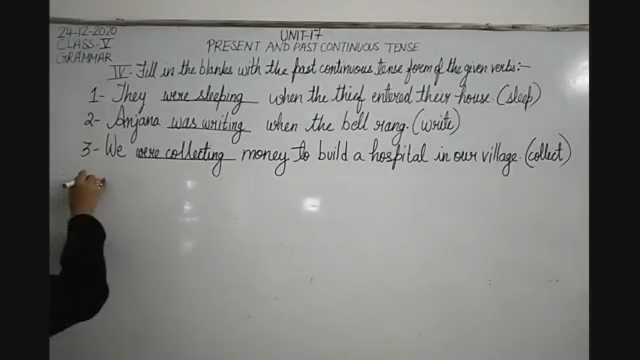 24-12-2020
CLASS-V
GRAMMAR
UNIT-17
PRESENT AND PAST CONTINUOUS TENSE
IV- Fill in the blanks with the past continuous tense form of the given verbs:-
1- They were sleeping when the thief entered their house (sleep)
2- Anjana was writing when the bell rang. (write)
3- We were collecting money to build a hospital in our village. (collect)